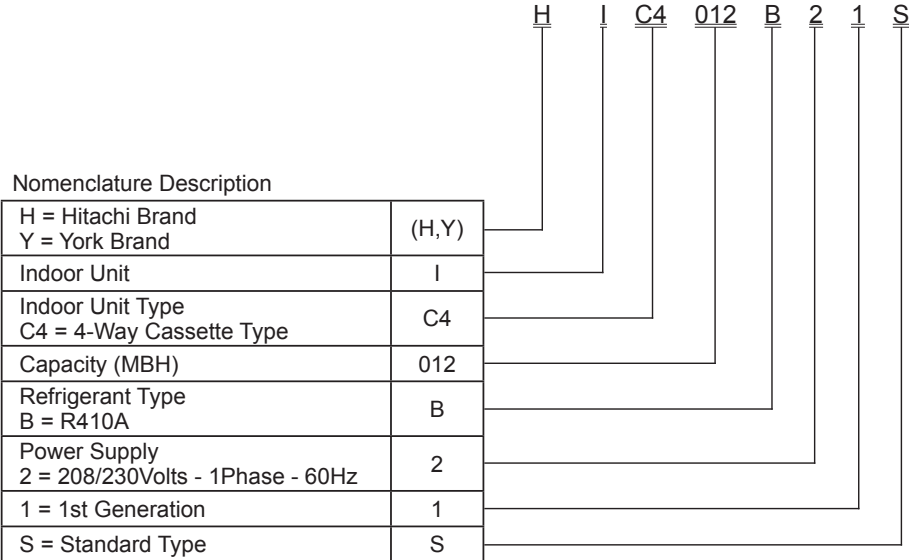 H I C4 012 B 2 1 S
Nomenclature Description
H = Hitachi Brand
Y = York Brand
(H,Y)
Indoor Unit
I
Indoor Unit Type
C4 = 4-Way Cassette Type
C4
Capacity (MBH)
012
Refrigerant Type
B = R410A
B
Power Supply
2 = 208/230Volts - 1Phase - 60Hz
2
1 = 1st Generation
1
S = Standard Type
S